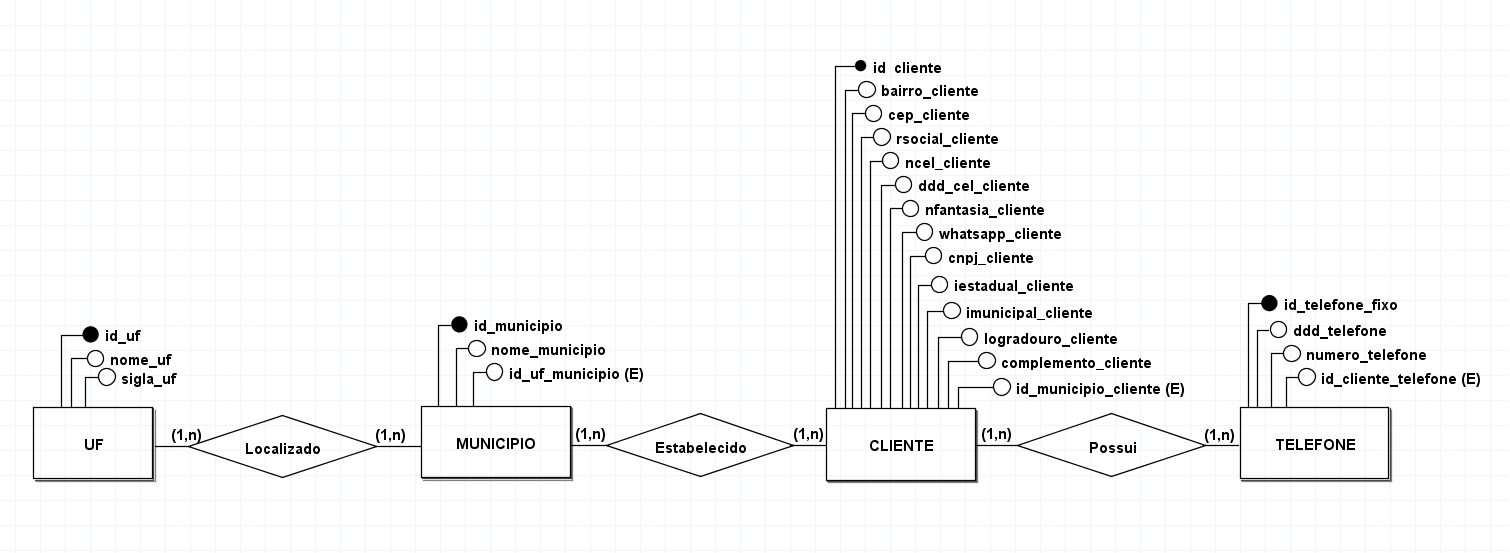 id_cliente
bairro_cliente
cep_cliente
rsocial_cliente
ncel_cliente
ddd_cel_cliente
nfantasia_cliente
whatsapp_cliente
cnpj_cliente
iestadual_cliente
imunicipal_cliente
logradouro_cliente
complemento_cliente
id_municipio_cliente (E)
id_uf
nome_uf
sigla_uf
id_municipio
nome_municipio
id_uf_municipio (E)
id_telefone_fixo
ddd_telefone
numero_telefone
id_cliente_telefone (E)
UF
(1,n)
Localizado
(1,n)
MUNICIPIO
(1,n)
Estabelecido
(1,n)
CLIENTE
(1,n)
Possui
(1,n)
TELEFONE